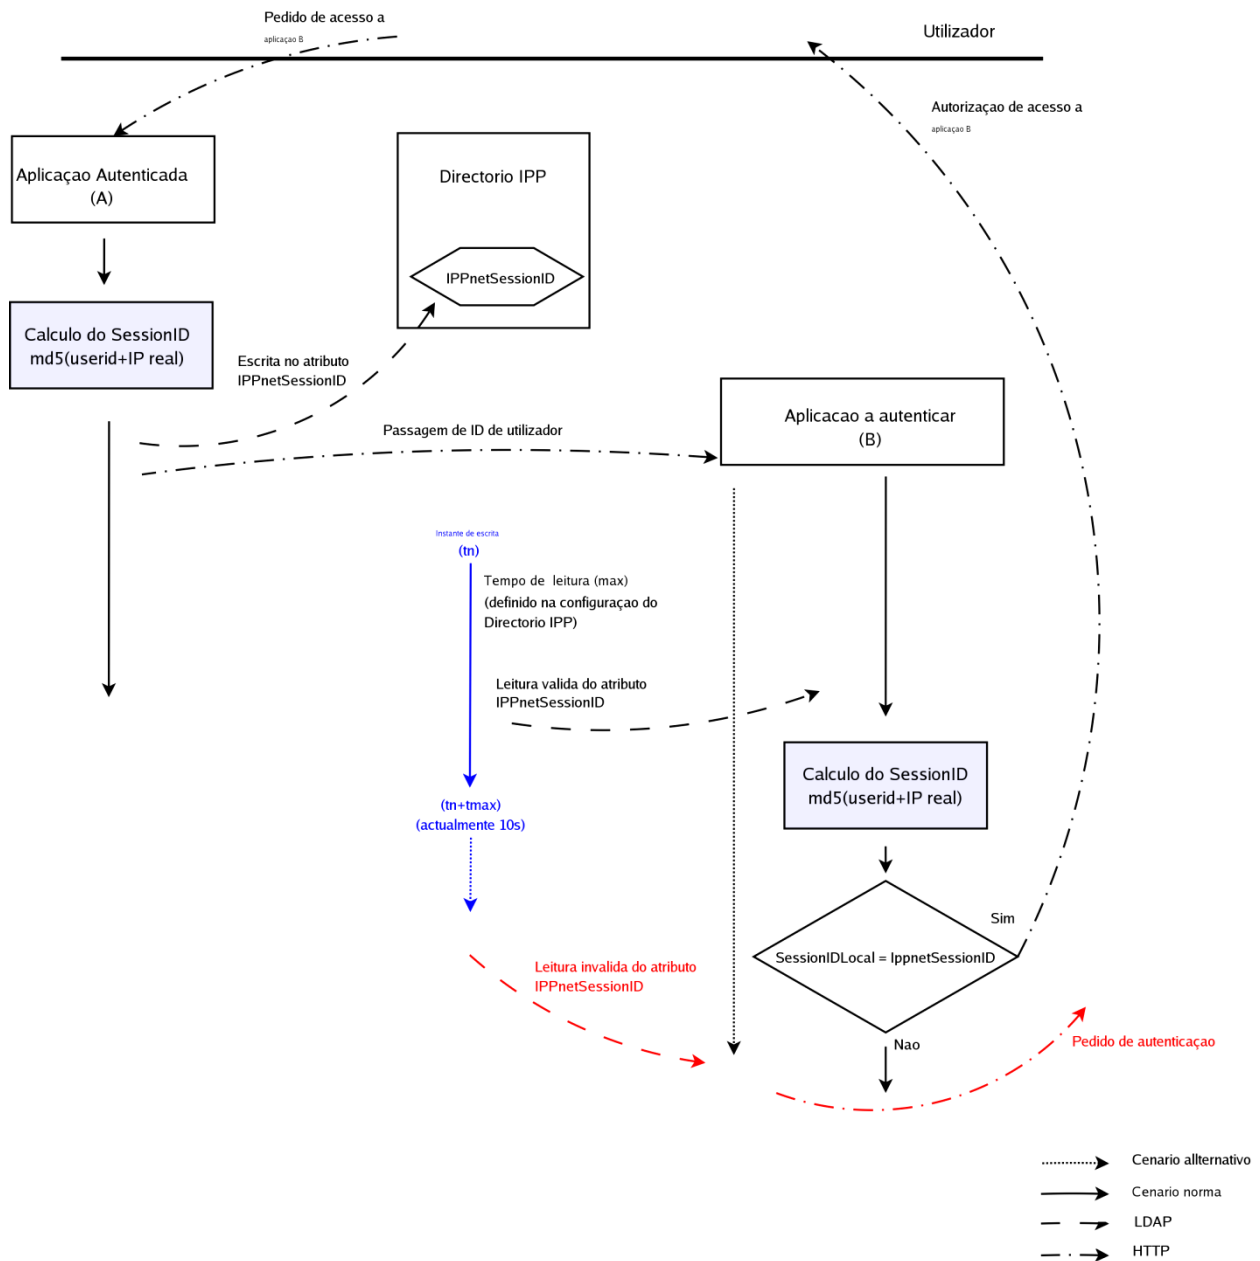 Pedido de acesso a
aplicaçao B
Utilizador
Autorizaçao de acesso a
aplicaçao B
Aplicaçao Autenticada
(A)
Directorio IPP
IPPnetSessionID
Calculo do SessionID
md5(userid+IP real)
Escrita no atributo
IPPnetSessionID
Aplicacao a autenticar
(B)
Passagem de ID de utilizador
Instante de escrita
(tn)
Tempo de leitura (max)
(definido na configuraçao do
Directorio IPP)
Leitura valida do atributo
IPPnetSessionID
Calculo do SessionID
md5(userid+IP real)
(tn+tmax)
(actualmente 10s)
Sim
SessionIDLocal = IppnetSessionID
Leitura invalida do atributo
IPPnetSessionID
Nao
Pedido de autenticaçao
Cenario allternativo
Cenario norma
LDAP
HTTP